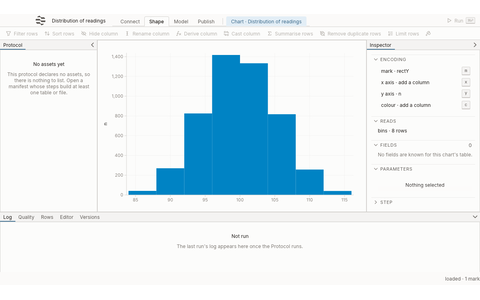 Distribution of readings
Connect Shape Model Publish
Chart · Distribution of readings
Run
Filter rows Sort rows Hide column Rename column Derive column Cast column Summarise rows Remove duplicate rows Limit rows
Protocol
No assets yet
This protocol declares no assets, so there is nothing to list. Open a manifest whose steps build at least one table or file.
1,400
1,200
1,000
800
600
400
200
0
n
85 90 95 100 105 110 115
Inspector
ENCODING
mark · rectY
x axis · add a column
y axis · n
colour · add a column
READS
bins · 8 rows
FIELDS 0
No fields are known for this chart's table.
PARAMETERS
Nothing selected
STEP
Log Quality Rows Editor Versions
Not run
The last run's log appears here once the Protocol runs.
loaded · 1 mark